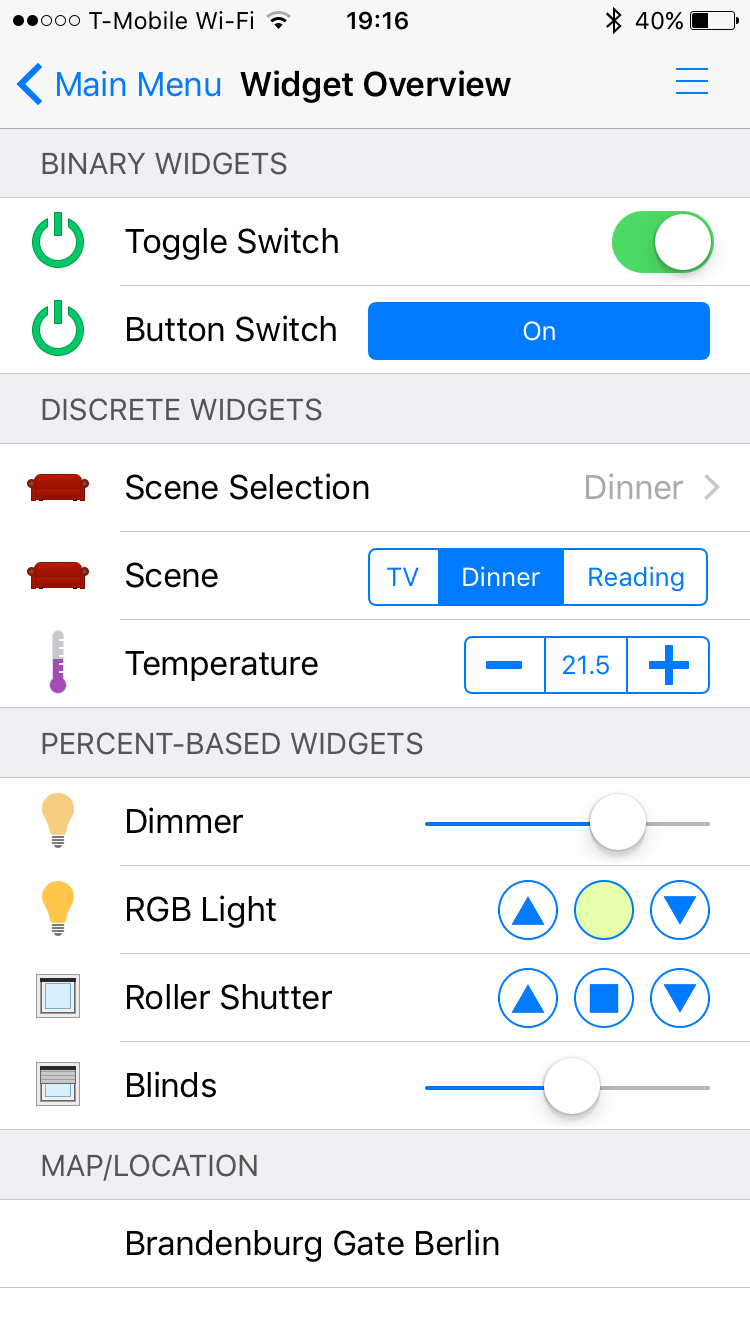 T-Mobile Wi-Fi 19:16 40%
Main Menu Widget Overview
BINARY WIDGETS
Toggle Switch
Button Switch On
DISCRETE WIDGETS
Scene Selection Dinner
Scene TV Dinner Reading
Temperature 21.5
PERCENT-BASED WIDGETS
Dimmer
RGB Light
Roller Shutter
Blinds
MAP/LOCATION
Brandenburg Gate Berlin